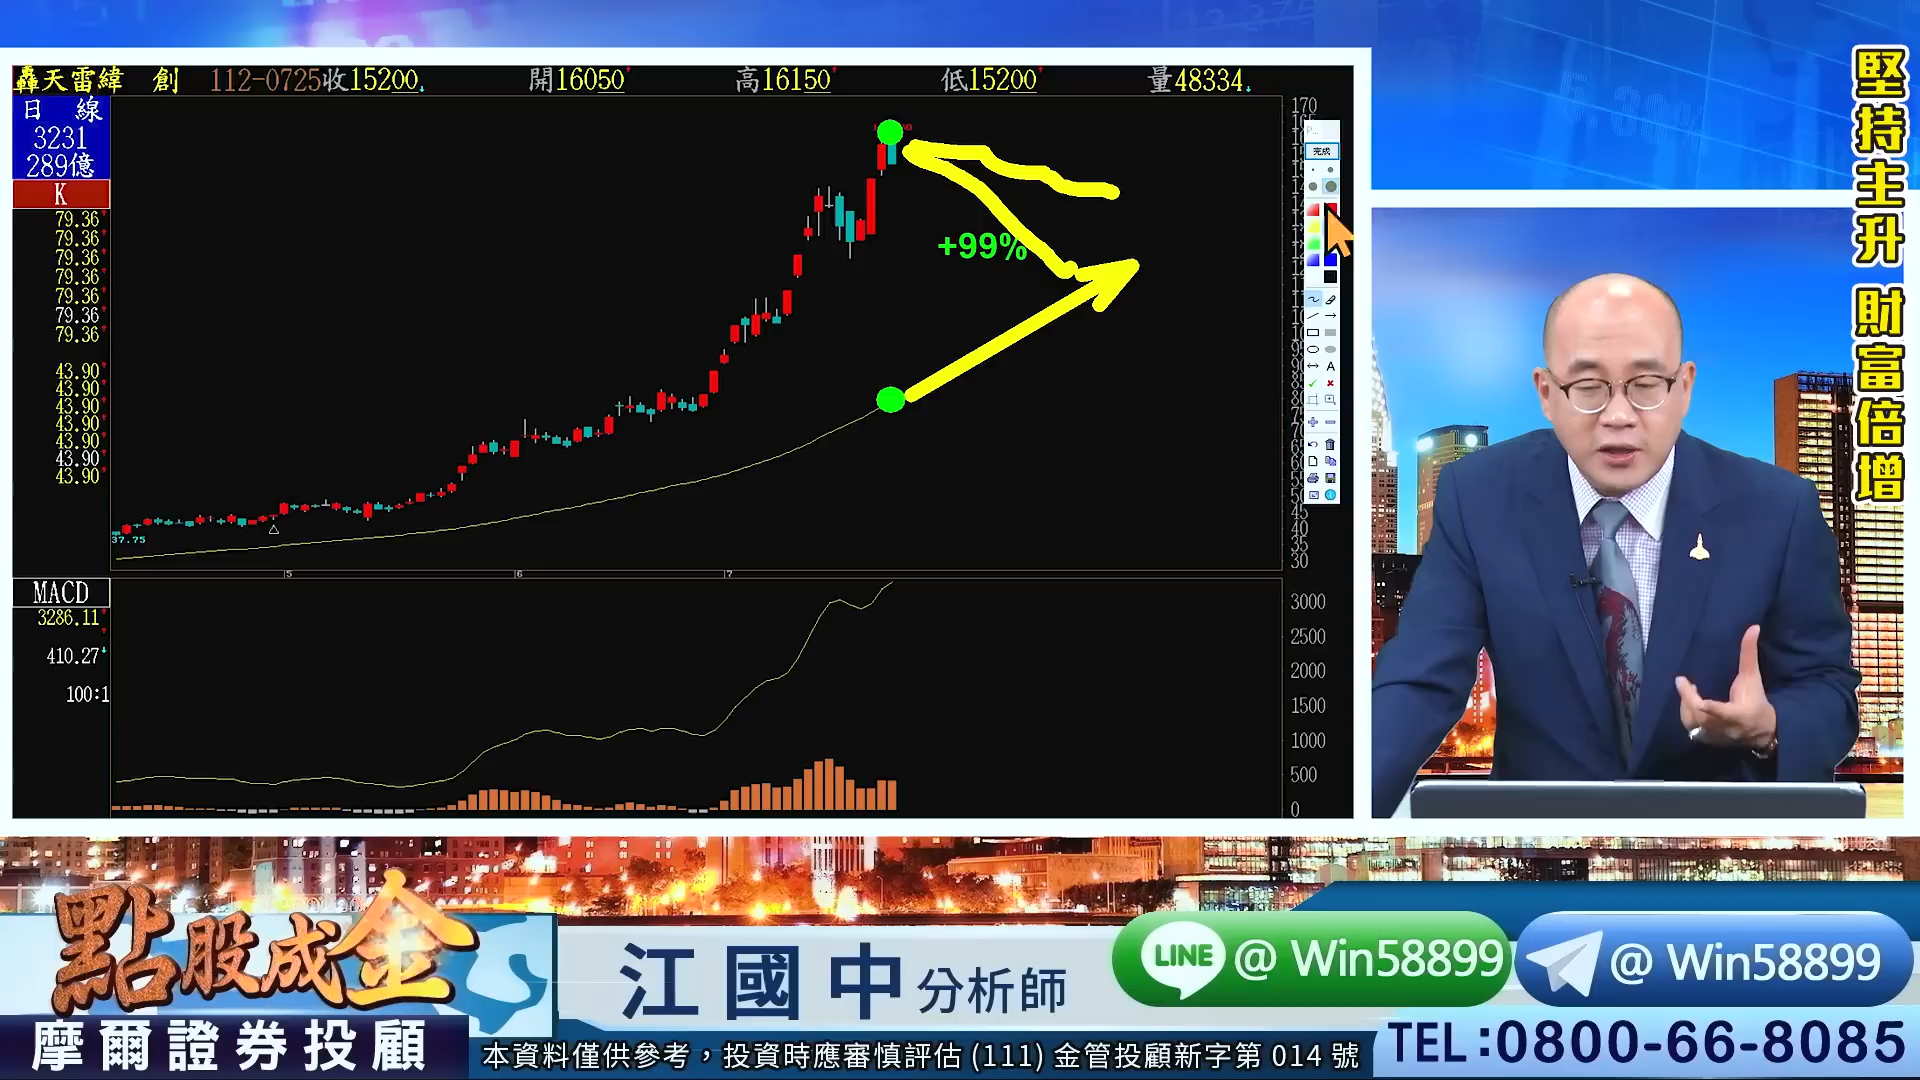 轟天雷緯 創 112-0725收15200 開16050 高16150 低15200 量48334
日 線
3231
289億
K
79.36
79.36
79.36
79.36
79.36
79.36
79.36
43.90
43.90
43.90
43.90
43.90
43.90
43.90
+99%
37.75
5
6
7
170
完成
A
45
40
35
30
MACD
3286.11
410.27
100:1
3000
2500
2000
1500
1000
500
0
堅持主升 財富倍增
點股成金
摩爾證券投顧
江國中 分析師
LINE @ Win58899
@ Win58899
TEL:0800-66-8085
本資料僅供參考，投資時應審慎評估 (111) 金管投顧新字第 014 號